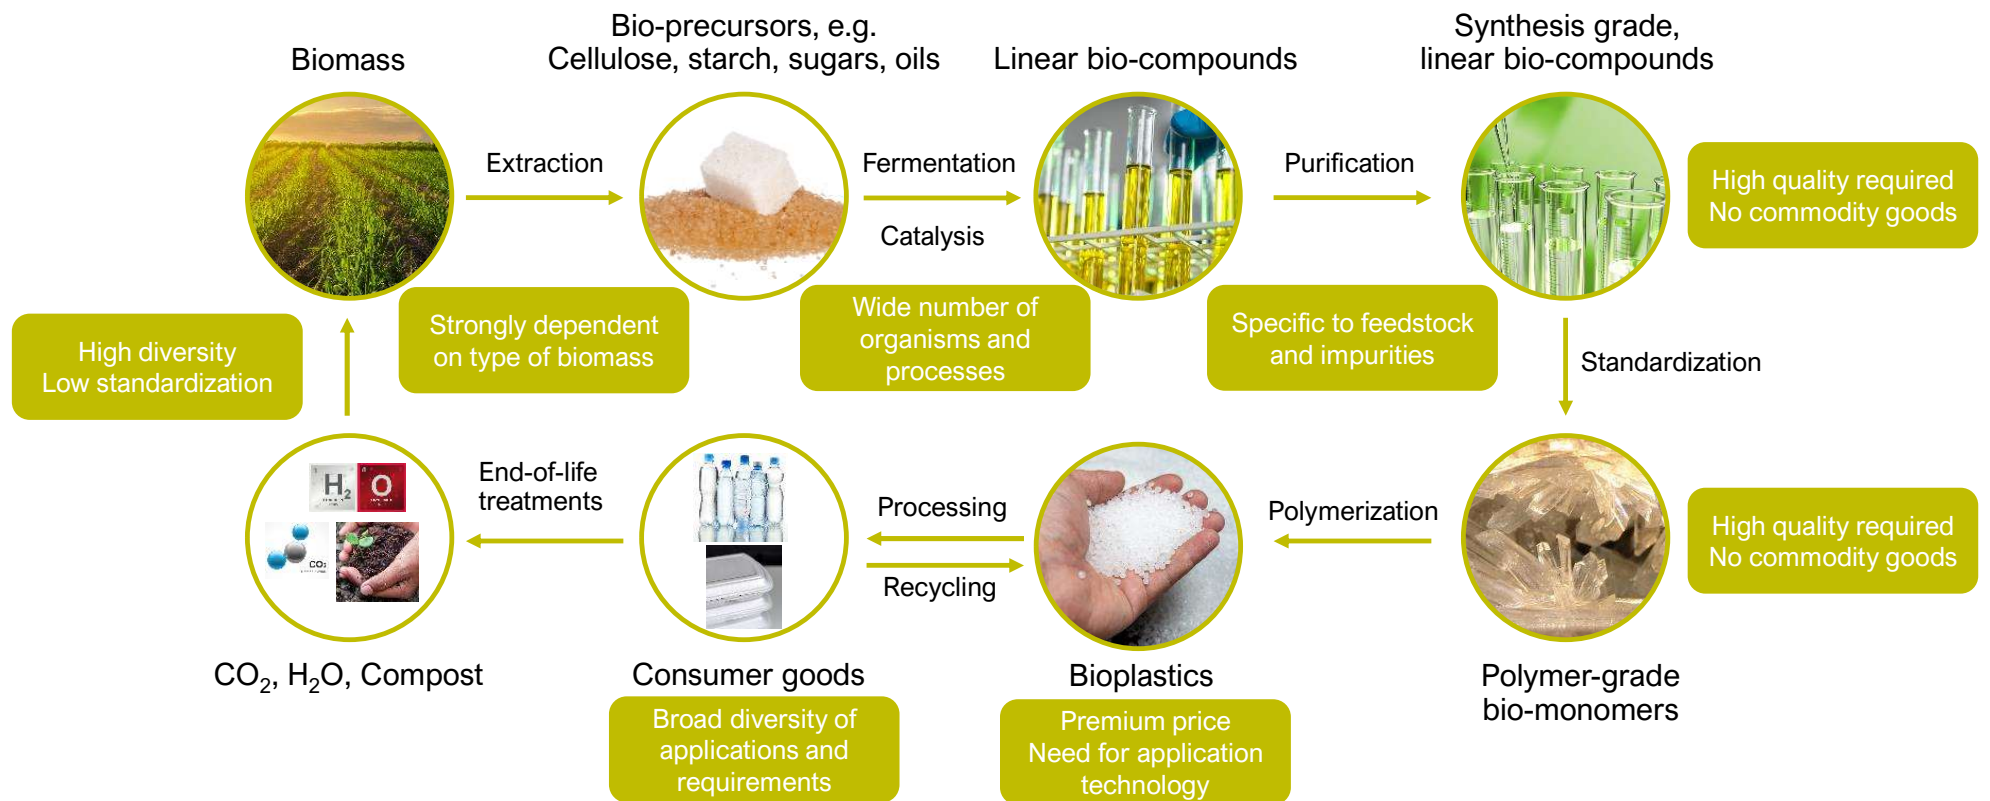 Biomass
Bio-precursors, e.g.
Cellulose, starch, sugars, oils
Linear bio-compounds
Synthesis grade,
linear bio-compounds
Extraction
Fermentation
Catalysis
Purification
High quality required
No commodity goods
High diversity
Low standardization
Strongly dependent
on type of biomass
Wide number of
organisms and
processes
Specific to feedstock
and impurities
Standardization
H2
O
CO2
End-of-life
treatments
Processing
Recycling
Polymerization
High quality required
No commodity goods
CO2, H2O, Compost
Consumer goods
Bioplastics
Polymer-grade
bio-monomers
Broad diversity of
applications and
requirements
Premium price
Need for application
technology